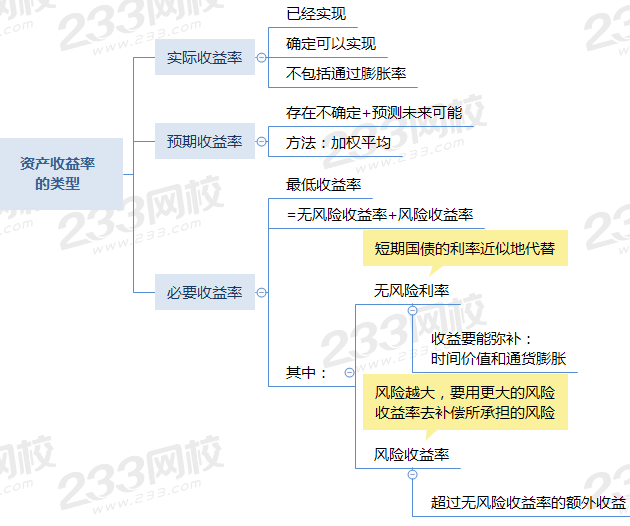 资产收益率
的类型
实际收益率
已经实现
确定可以实现
不包括通过膨胀率
预期收益率
存在不确定+预测未来可能
方法：加权平均
必要收益率
最低收益率
=无风险收益率+风险收益率
其中：
短期国债的利率近似地代替
无风险利率
收益要能弥补：
时间价值和通货膨胀
风险越大，要用更大的风险
收益率去补偿所承担的风险
风险收益率
超过无风险收益率的额外收益
233网校
www.233.com